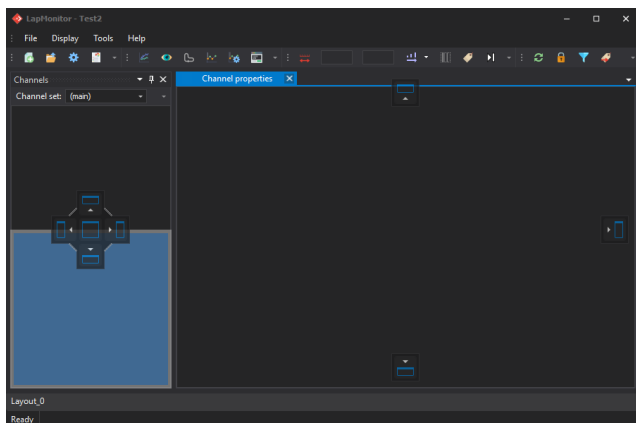 LapMonitor - Test2
File Display Tools Help
Channels
Channel properties
Channel set: (main)
Layout_0
Ready